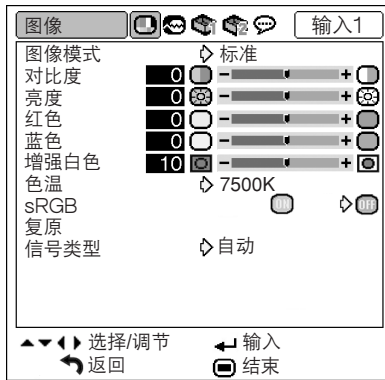 图像 输入1
图像模式 标准
对比度 0 − +
亮度 0 − +
红色 0 − +
蓝色 0 − +
增强白色 10 − +
色温 7500K
sRGB ON OFF
复原
信号类型 自动
选择/调节 输入
返回 结束